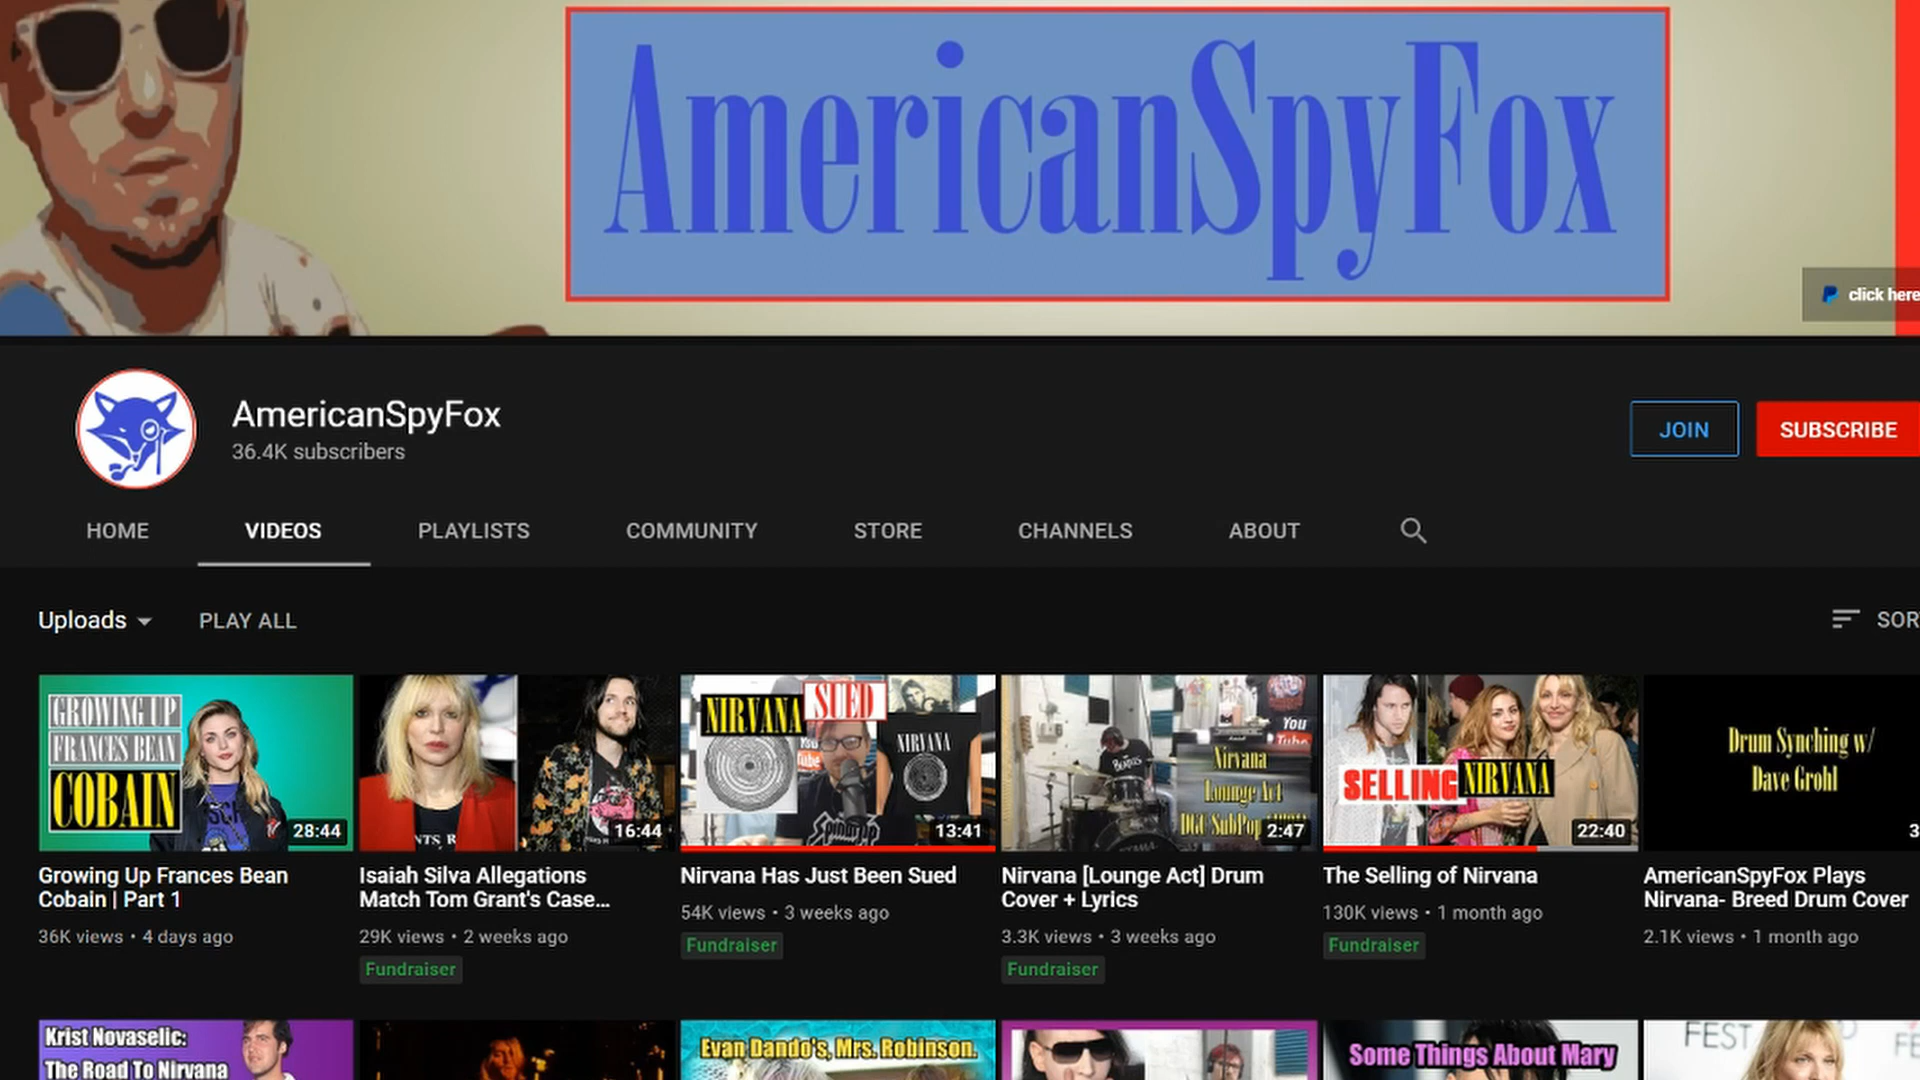 AmericanSpyFox
click here
AmericanSpyFox
36.4K subscribers
JOIN
SUBSCRIBE
HOME
VIDEOS
PLAYLISTS
COMMUNITY
STORE
CHANNELS
ABOUT
Uploads
PLAY ALL
GROWING UP
FRANCES BEAN
COBAIN
28:44
16:44
NIRVANA
SUED
NIRVANA
13:41
You
Tube
Nirvana
Lounge Act
2:47
SELLING NIRVANA
22:40
Drum Synching w/
Dave Grohl
Growing Up Frances Bean
Cobain | Part 1
36K views • 4 days ago
Isaiah Silva Allegations
Match Tom Grant's Case...
29K views • 2 weeks ago
Fundraiser
Nirvana Has Just Been Sued
54K views • 3 weeks ago
Fundraiser
Nirvana [Lounge Act] Drum
Cover + Lyrics
3.3K views • 3 weeks ago
Fundraiser
The Selling of Nirvana
130K views • 1 month ago
Fundraiser
AmericanSpyFox Plays
Nirvana- Breed Drum Cover
2.1K views • 1 month ago
Krist Novaselic:
The Road To Nirvana
Evan Dando's, Mrs. Robinson.
Some Things About Mary
FEST